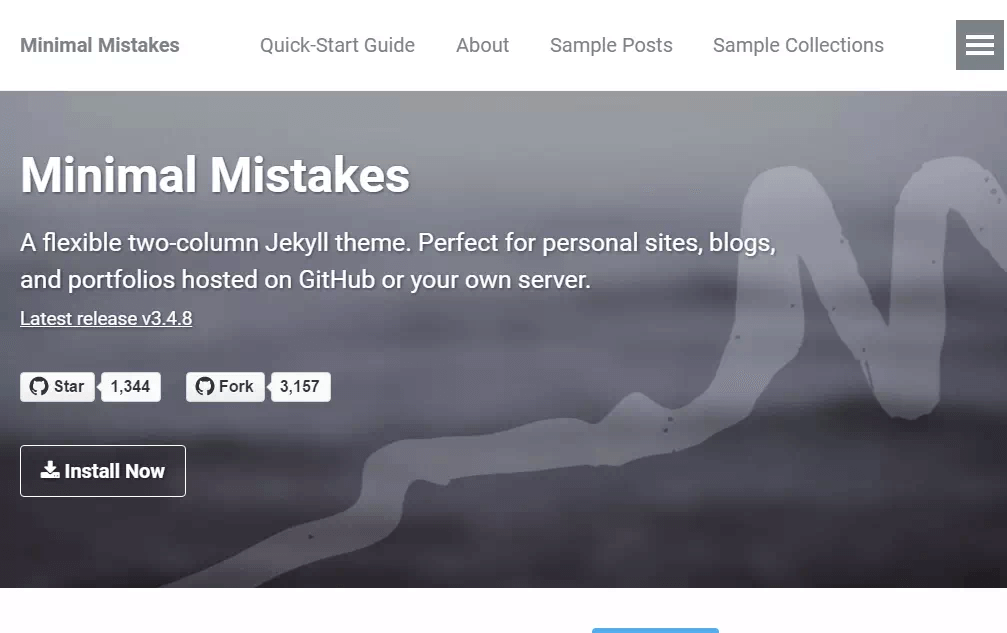 Minimal Mistakes Quick-Start Guide About Sample Posts Sample Collections
Minimal Mistakes
A flexible two-column Jekyll theme. Perfect for personal sites, blogs,
and portfolios hosted on GitHub or your own server.
Latest release v3.4.8
Star 1,344 Fork 3,157
Install Now